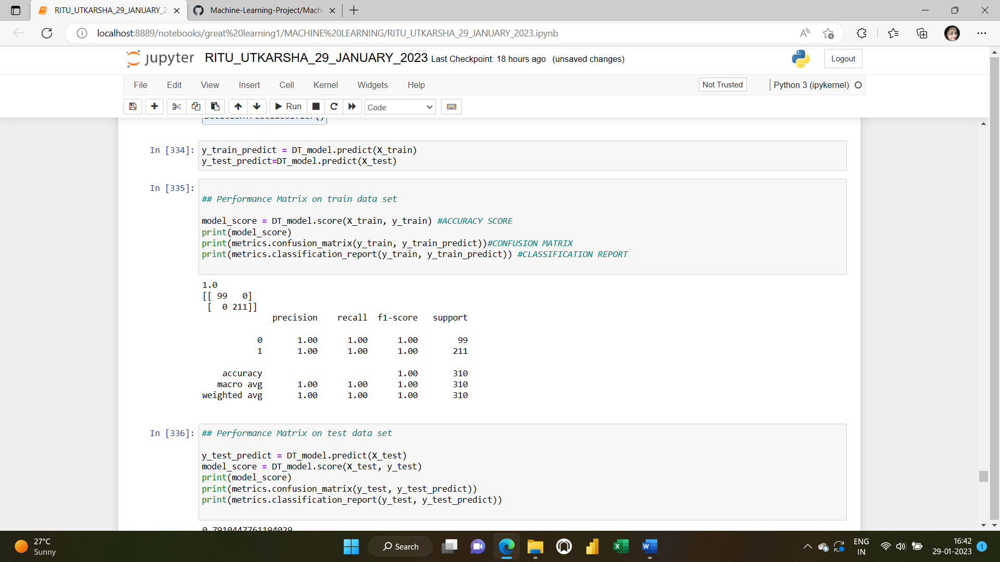 RITU_UTKARSHA_29_JANUARY_2
Machine-Learning-Project/Machi
localhost:8889/notebooks/great%20learning1/MACHINE%20LEARNING/RITU_UTKARSHA_29_JANUARY_2023.ipynb
jupyter RITU_UTKARSHA_29_JANUARY_2023 Last Checkpoint: 18 hours ago (unsaved changes)
Logout
File Edit View Insert Cell Kernel Widgets Help
Not Trusted
Python 3 (ipykernel)
Run
Code
DecisionTreeClassifier()
In [334]: y_train_predict = DT_model.predict(X_train)
y_test_predict=DT_model.predict(X_test)
In [335]:
## Performance Matrix on train data set
model_score = DT_model.score(X_train, y_train) #ACCURACY SCORE
print(model_score)
print(metrics.confusion_matrix(y_train, y_train_predict))#CONFUSION MATRIX
print(metrics.classification_report(y_train, y_train_predict)) #CLASSIFICATION REPORT
1.0
[[ 99   0]
 [  0 211]]
precision recall f1-score support
0 1.00 1.00 1.00 99
1 1.00 1.00 1.00 211
accuracy 1.00 310
macro avg 1.00 1.00 1.00 310
weighted avg 1.00 1.00 1.00 310
In [336]: ## Performance Matrix on test data set
y_test_predict = DT_model.predict(X_test)
model_score = DT_model.score(X_test, y_test)
print(model_score)
print(metrics.confusion_matrix(y_test, y_test_predict))
print(metrics.classification_report(y_test, y_test_predict))
0.7910447761194029
27°C
Sunny
Search
ENG
IN
16:42
29-01-2023
1